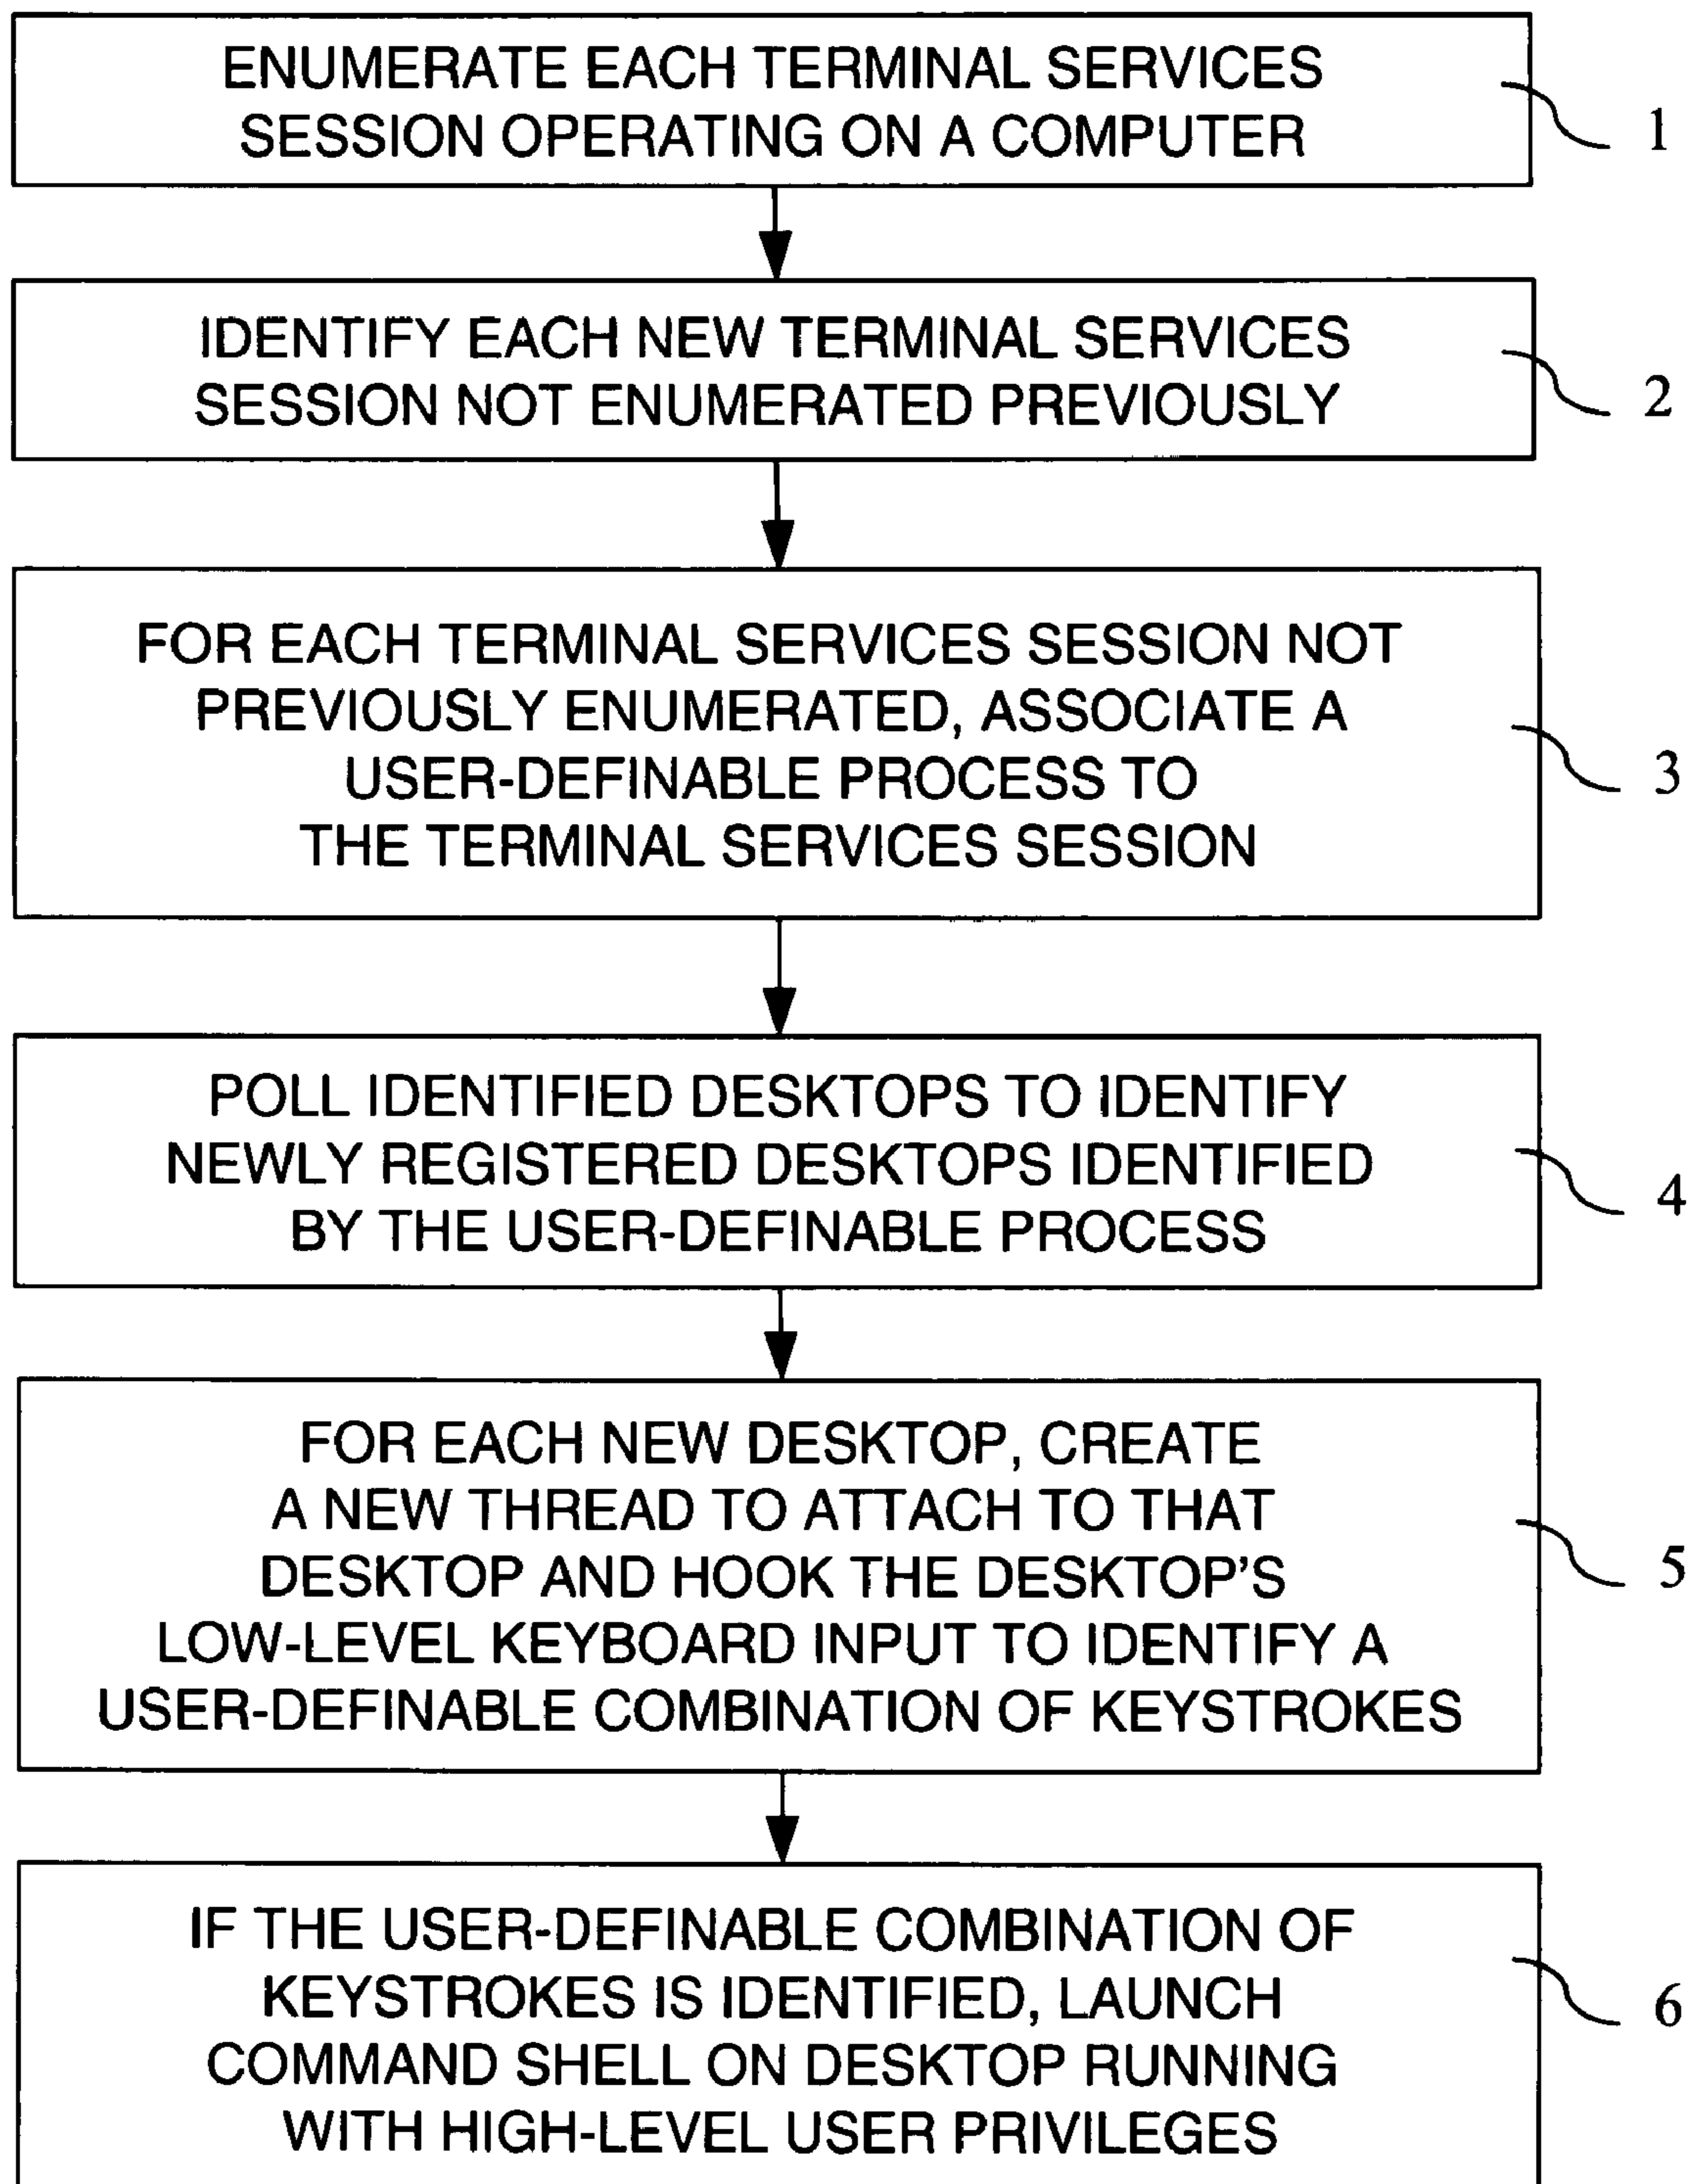 ENUMERATE EACH TERMINAL SERVICES
SESSION OPERATING ON A COMPUTER
1
IDENTIFY EACH NEW TERMINAL SERVICES
SESSION NOT ENUMERATED PREVIOUSLY
2
FOR EACH TERMINAL SERVICES SESSION NOT
PREVIOUSLY ENUMERATED, ASSOCIATE A
USER-DEFINABLE PROCESS TO
THE TERMINAL SERVICES SESSION
3
POLL IDENTIFIED DESKTOPS TO IDENTIFY
NEWLY REGISTERED DESKTOPS IDENTIFIED
BY THE USER-DEFINABLE PROCESS
4
FOR EACH NEW DESKTOP, CREATE
A NEW THREAD TO ATTACH TO THAT
DESKTOP AND HOOK THE DESKTOP'S
LOW-LEVEL KEYBOARD INPUT TO IDENTIFY A
USER-DEFINABLE COMBINATION OF KEYSTROKES
5
IF THE USER-DEFINABLE COMBINATION OF
KEYSTROKES IS IDENTIFIED, LAUNCH
COMMAND SHELL ON DESKTOP RUNNING
WITH HIGH-LEVEL USER PRIVILEGES
6